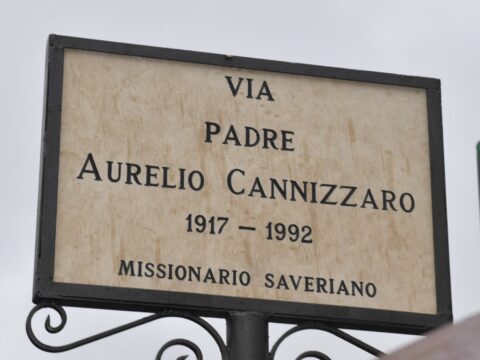 VIA
PADRE
AURELIO CANNIZZARO
1917 – 1992
MISSIONARIO SAVERIANO